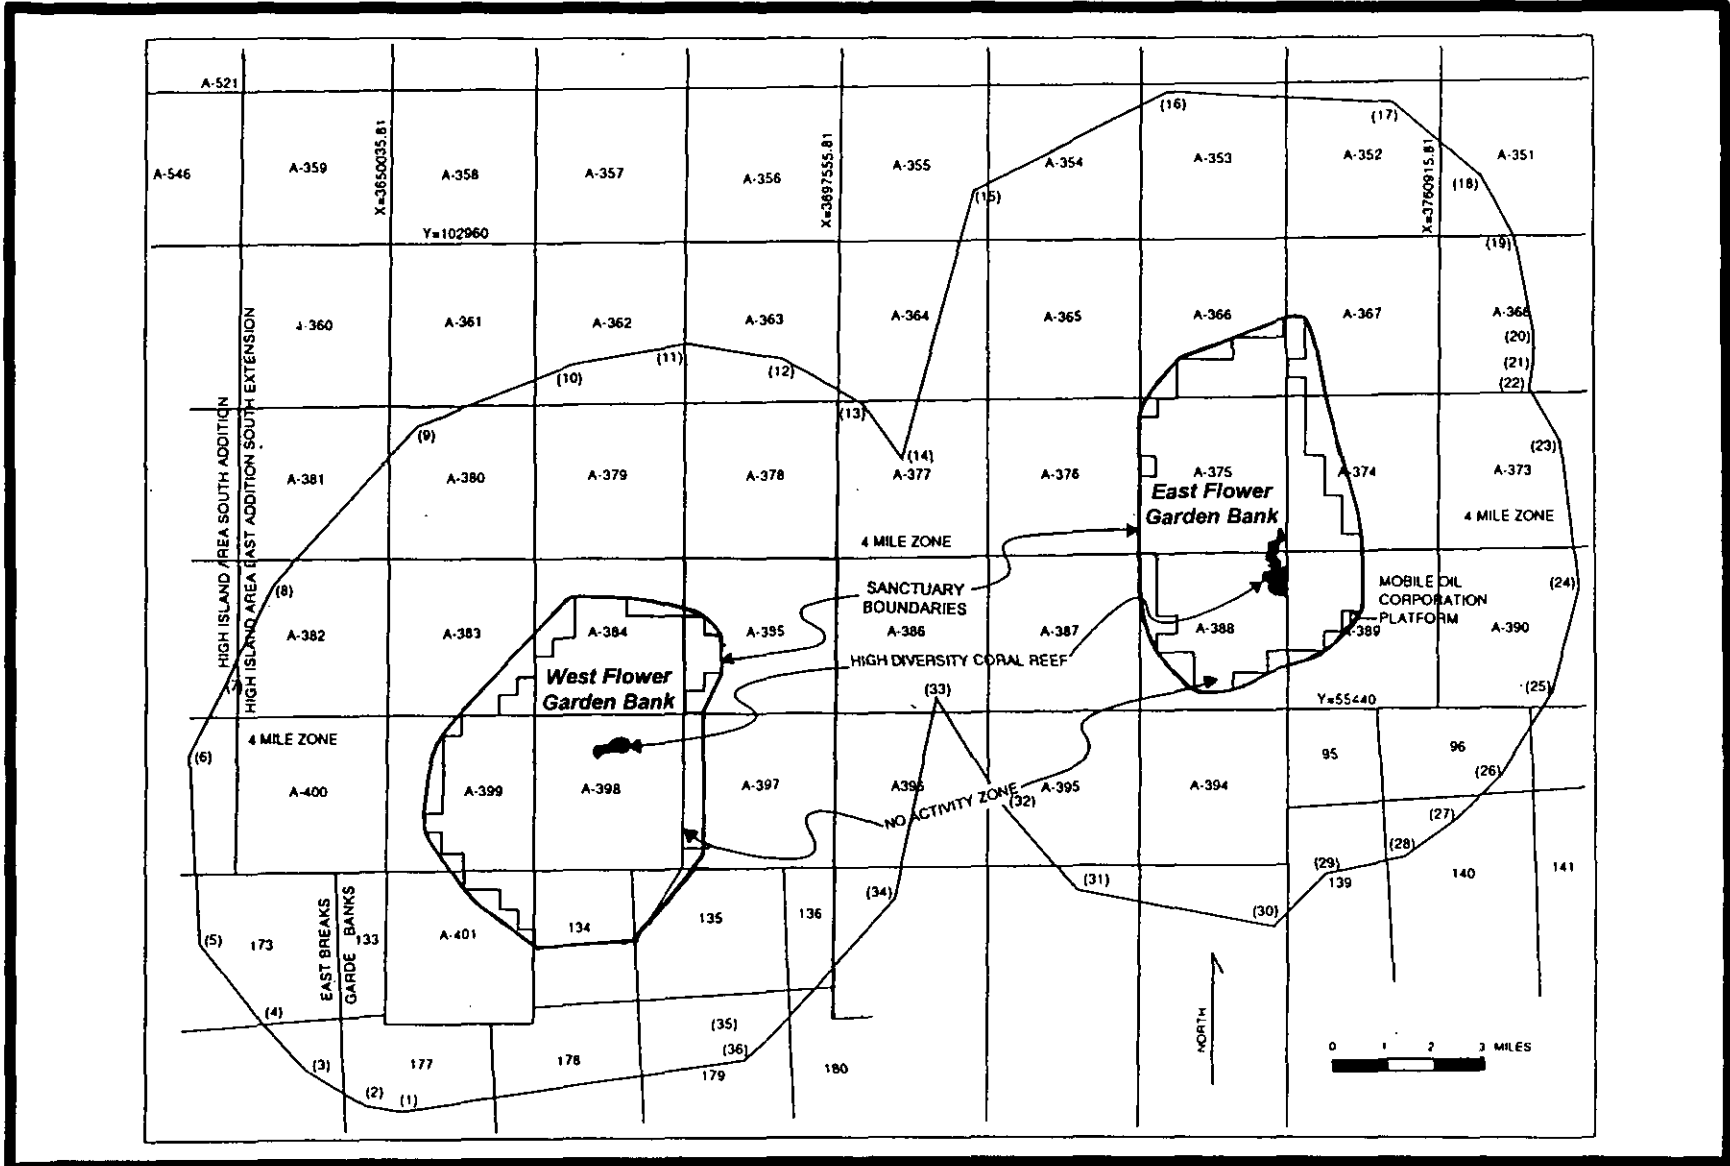 A-521
(16)
(17)
X=3650035.81
X=3697555.81
X=3760915.81
A-546
A-359
A-358
A-357
A-356
A-355
A-354
A-353
A-352
A-351
(15)
(18)
Y=102960
(19)
A-360
A-361
A-362
A-363
A-364
A-365
A-366
A-367
A-368
(20)
(21)
(22)
(10)
(11)
(12)
(13)
(9)
(14)
(23)
HIGH ISLAND AREA SOUTH ADDITION
HIGH ISLAND AREA EAST ADDITION SOUTH EXTENSION
A-381
A-380
A-379
A-378
A-377
A-376
A-375
A-374
A-373
East Flower
Garden Bank
4 MILE ZONE
4 MILE ZONE
(8)
SANCTUARY
BOUNDARIES
MOBILE OIL
CORPORATION
PLATFORM
(24)
A-382
A-383
A-384
A-385
A-386
A-387
A-388
A-389
A-390
HIGH DIVERSITY CORAL REEF
West Flower
Garden Bank
(7)
(33)
Y=55440
(25)
4 MILE ZONE
(6)
95
96
(26)
A-400
A-399
A-398
A-397
A-396
NO ACTIVITY ZONE
(32)
A-395
A-394
(27)
(28)
(29)
139
140
141
(31)
(34)
(30)
EAST BREAKS
GARDE BANKS
(5)
173
133
A-401
134
135
136
(4)
(35)
(36)
NORTH
0 1 2 3 MILES
(3)
177
178
179
180
(2)
(1)